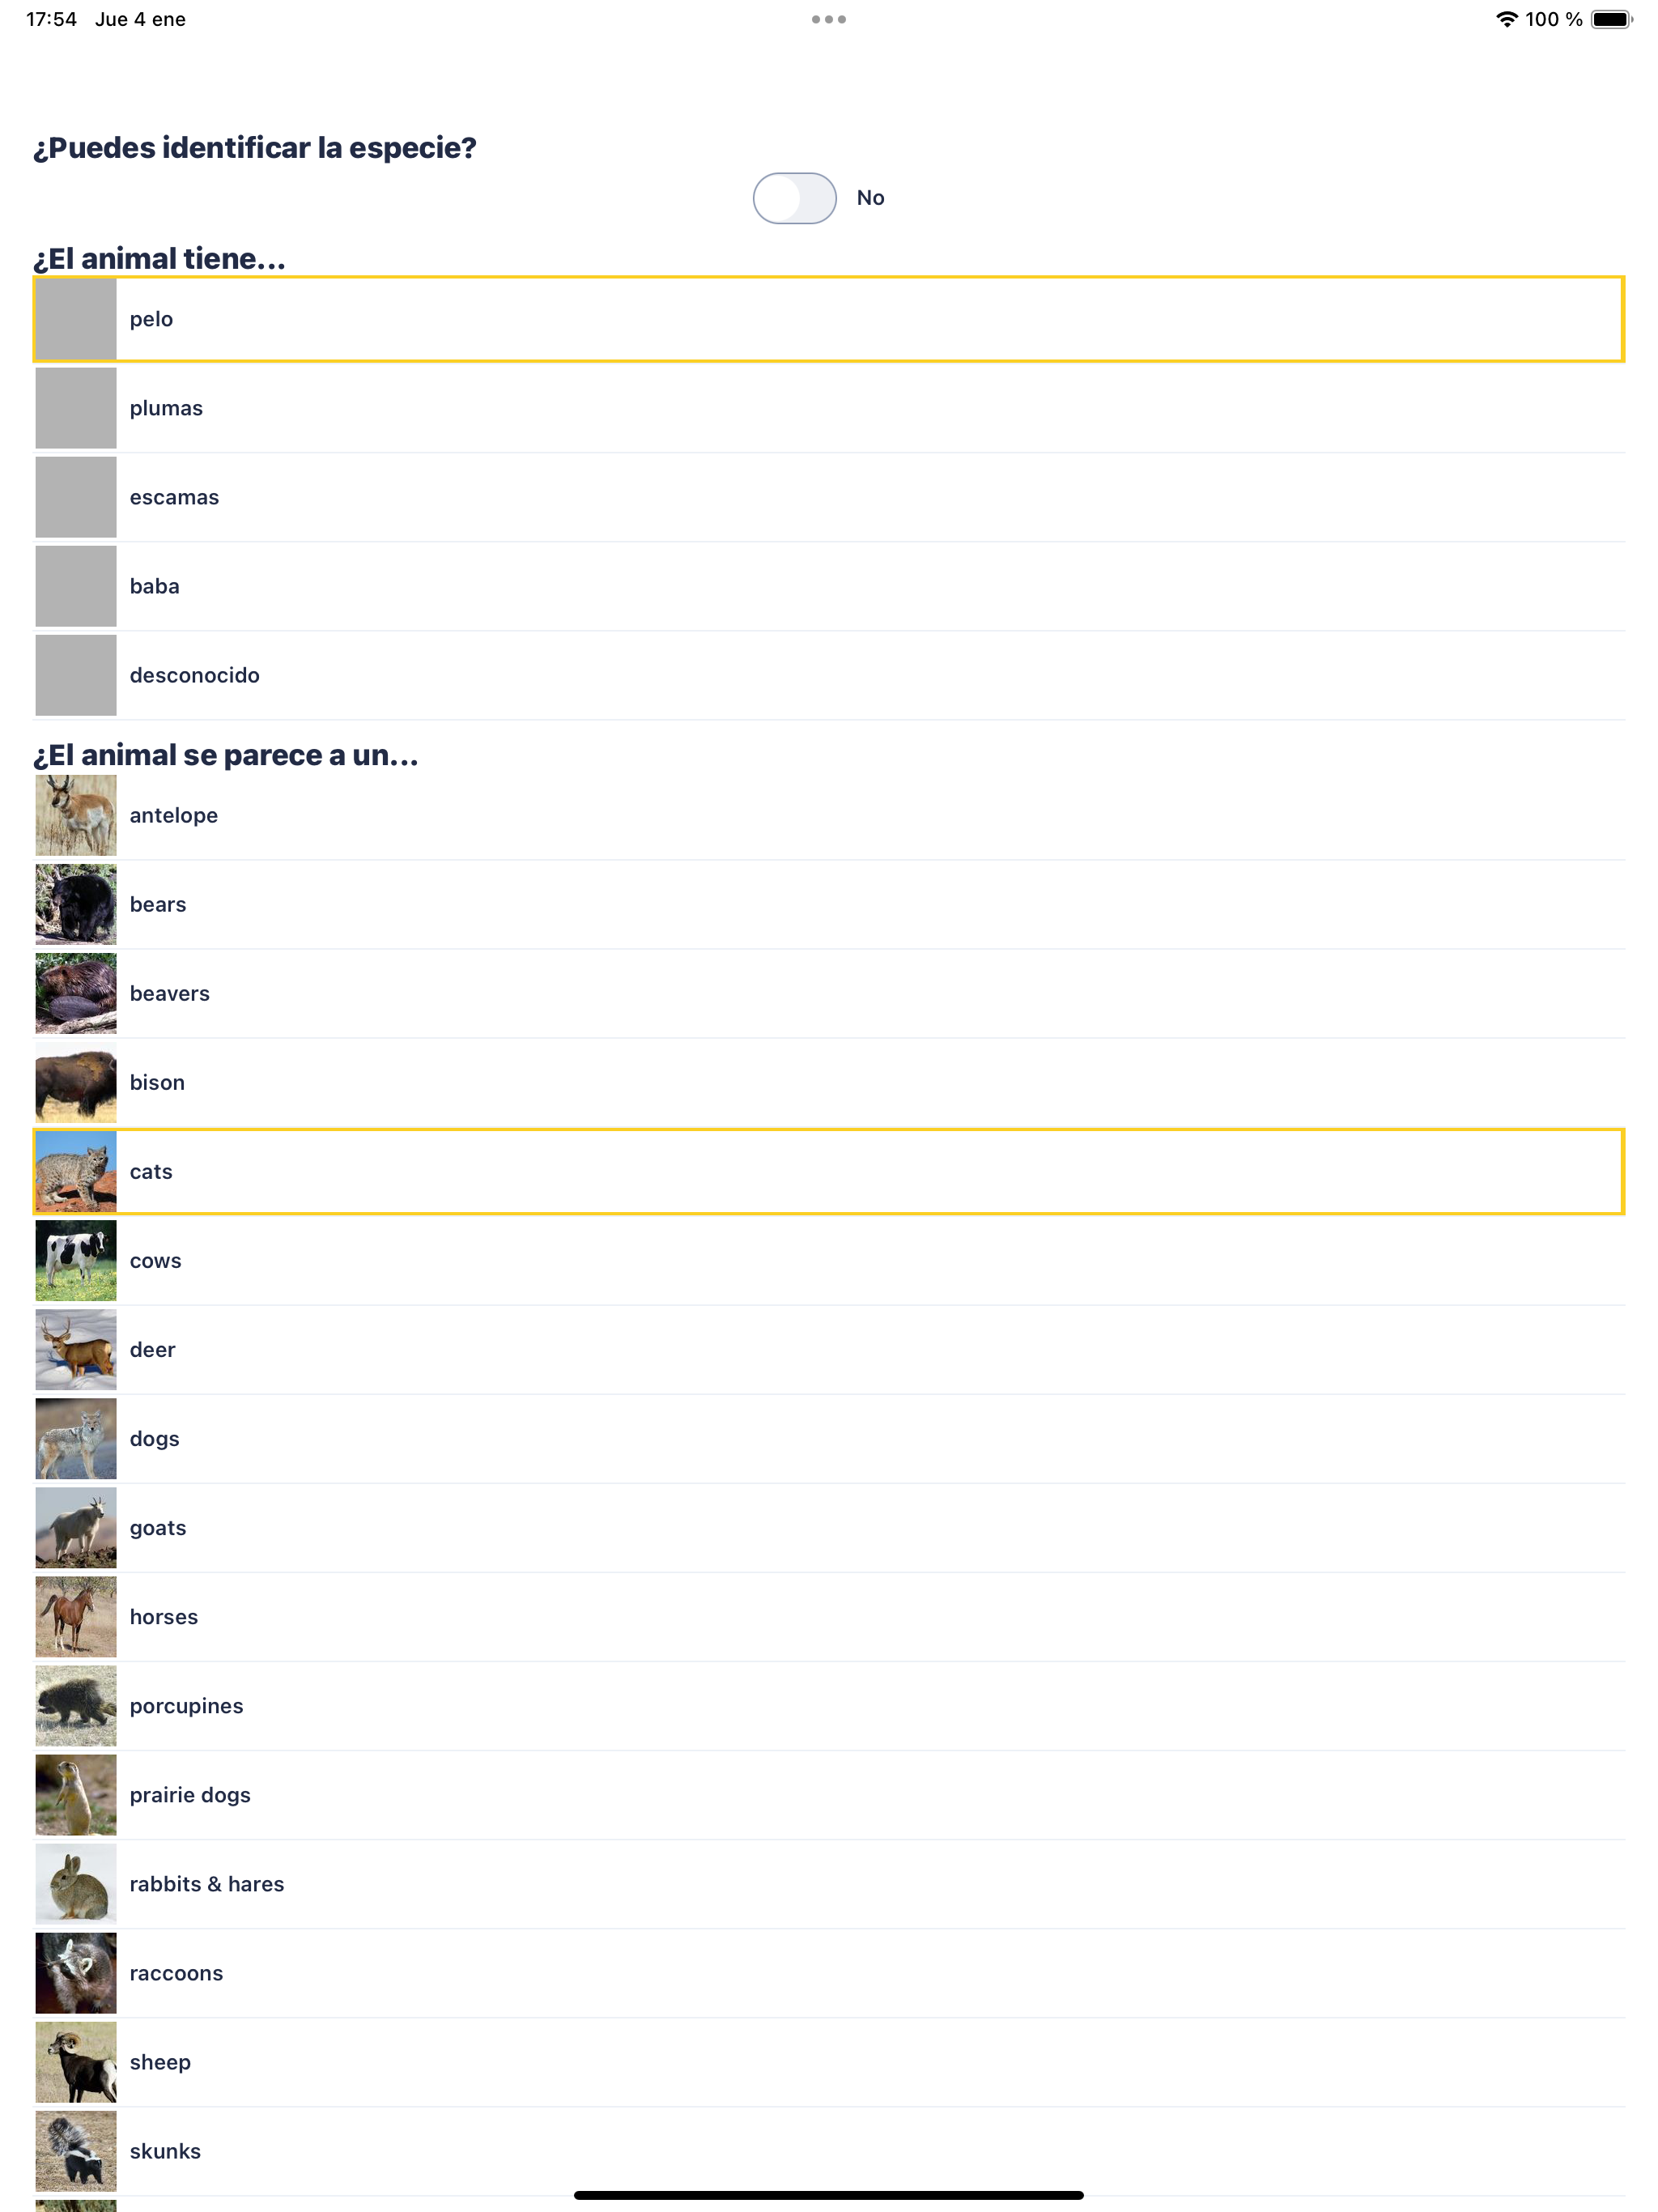 17:54 Jue 4 ene
100 %
¿Puedes identificar la especie?
No
¿El animal tiene...
pelo
plumas
escamas
baba
desconocido
¿El animal se parece a un...
antelope
bears
beavers
bison
cats
cows
deer
dogs
goats
horses
porcupines
prairie dogs
rabbits & hares
raccoons
sheep
skunks